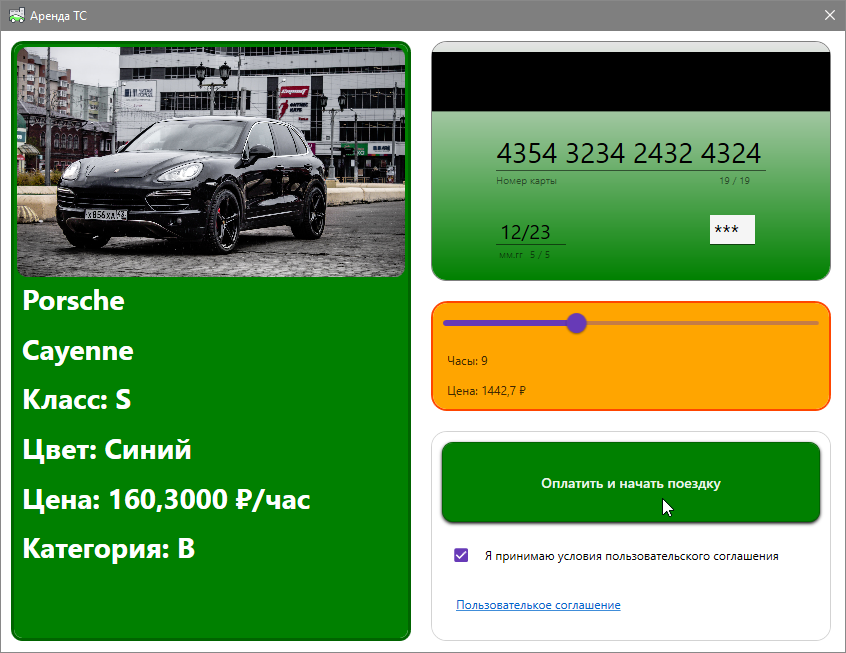 Аренда ТС
Porsche
Cayenne
Класс: S
Цвет: Синий
Цена: 160,3000 ₽/час
Категория: B
4354 3234 2432 4324
Номер карты 19 / 19
12/23 ***
мм.гг 5 / 5
Часы: 9
Цена: 1442,7 ₽
Оплатить и начать поездку
Я принимаю условия пользовательского соглашения
Пользователькое соглашение